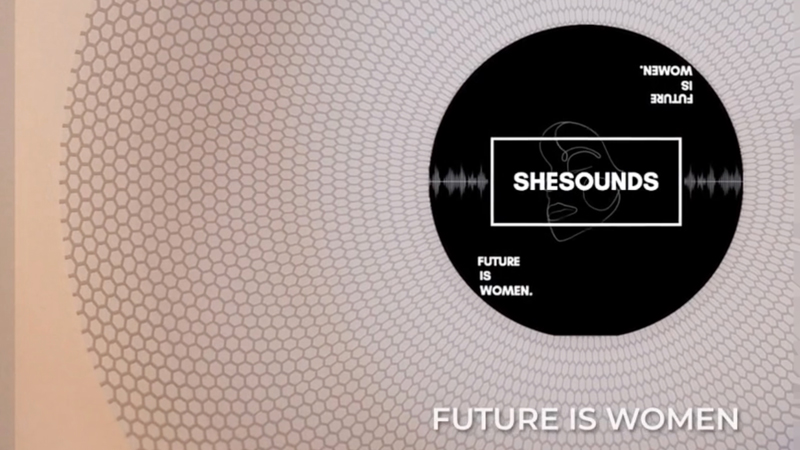 WOMEN.
IS
FUTURE
SHESOUNDS
FUTURE
IS
WOMEN.
FUTURE IS WOMEN